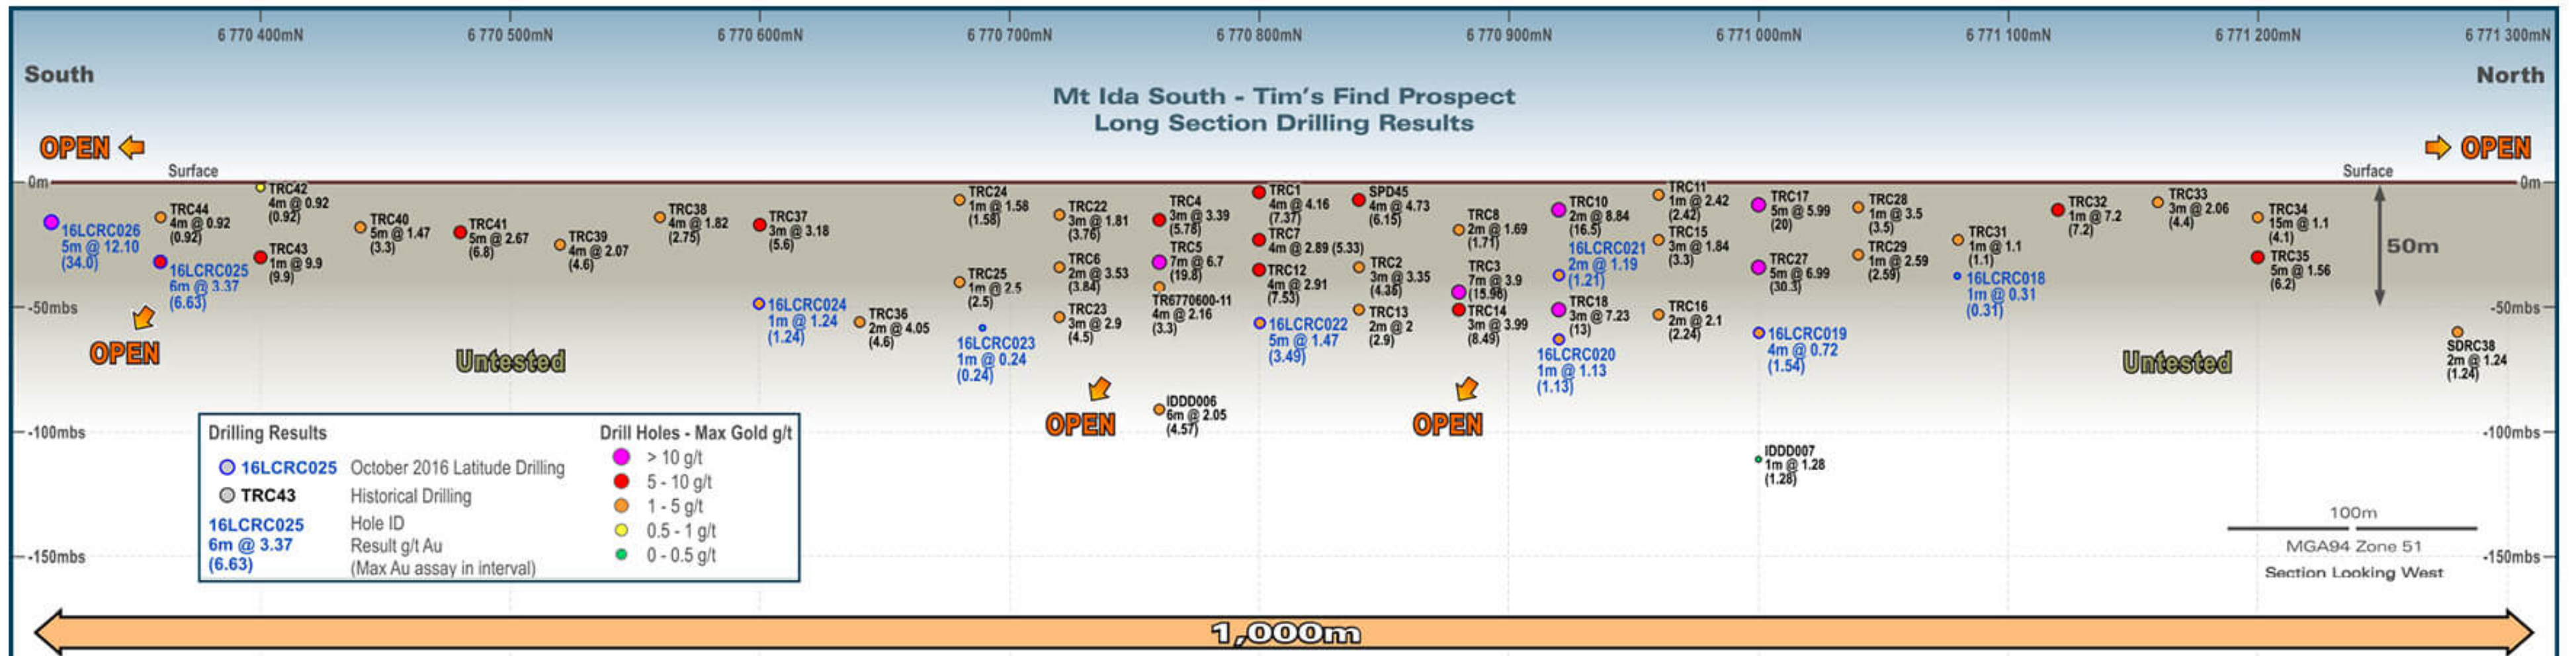 6 770 400mN
6 770 500mN
6 770 600mN
6 770 700mN
6 770 800mN
6 770 900mN
6 771 000mN
6 771 100mN
6 771 200mN
6 771 300mN
South
North
Mt Ida South - Tim's Find Prospect
Long Section Drilling Results
OPEN
OPEN
Surface
Surface
0m
0m
16LCRC026
5m @ 12.10
(34.0)
TRC44
4m @ 0.92
(0.92)
16LCRC025
6m @ 3.37
(6.63)
TRC42
4m @ 0.92
(0.92)
TRC43
1m @ 9.9
(9.9)
TRC40
5m @ 1.47
(3.3)
TRC41
5m @ 2.67
(6.8)
TRC39
4m @ 2.07
(4.6)
TRC38
4m @ 1.82
(2.75)
TRC37
3m @ 3.18
(5.6)
16LCRC024
1m @ 1.24
(1.24)
TRC36
2m @ 4.05
(4.6)
TRC24
1m @ 1.58
(1.58)
TRC25
1m @ 2.5
(2.5)
16LCRC023
1m @ 0.24
(0.24)
TRC22
3m @ 1.81
(3.76)
TRC6
2m @ 3.53
(3.84)
TRC23
3m @ 2.9
(4.5)
TRC4
3m @ 3.39
(5.78)
TRC5
7m @ 6.7
(19.8)
TR6770600-11
4m @ 2.16
(3.3)
IDDD006
6m @ 2.05
(4.57)
TRC1
4m @ 4.16
(7.37)
TRC7
4m @ 2.89 (5.33)
TRC12
4m @ 2.91
(7.53)
16LCRC022
5m @ 1.47
(3.49)
SPD45
4m @ 4.73
(6.15)
TRC2
3m @ 3.35
(4.36)
TRC13
2m @ 2
(2.9)
TRC8
2m @ 1.69
(1.71)
TRC3
7m @ 3.9
(15.96)
TRC14
3m @ 3.99
(8.49)
TRC10
2m @ 8.84
(16.5)
16LCRC021
2m @ 1.19
(1.21)
TRC18
3m @ 7.23
(13)
16LCRC020
1m @ 1.13
(1.13)
TRC11
1m @ 2.42
(2.42)
TRC15
3m @ 1.84
(3.3)
TRC16
2m @ 2.1
(2.24)
TRC17
5m @ 5.99
(20)
TRC27
5m @ 6.99
(30.3)
16LCRC019
4m @ 0.72
(1.54)
IDDD007
1m @ 1.28
(1.28)
TRC28
1m @ 3.5
(3.5)
TRC29
1m @ 2.59
(2.59)
TRC31
1m @ 1.1
(1.1)
16LCRC018
1m @ 0.31
(0.31)
TRC32
1m @ 7.2
(7.2)
TRC33
3m @ 2.06
(4.4)
TRC34
15m @ 1.1
(4.1)
TRC35
5m @ 1.56
(6.2)
SDRC38
2m @ 1.24
(1.24)
50m
-50mbs
-50mbs
OPEN
Untested
OPEN
OPEN
Untested
-100mbs
-100mbs
-150mbs
-150mbs
Drilling Results
16LCRC025 October 2016 Latitude Drilling
TRC43 Historical Drilling
16LCRC025 Hole ID
6m @ 3.37 Result g/t Au
(6.63) (Max Au assay in interval)
Drill Holes - Max Gold g/t
> 10 g/t
5 - 10 g/t
1 - 5 g/t
0.5 - 1 g/t
0 - 0.5 g/t
100m
MGA94 Zone 51
Section Looking West
1,000m